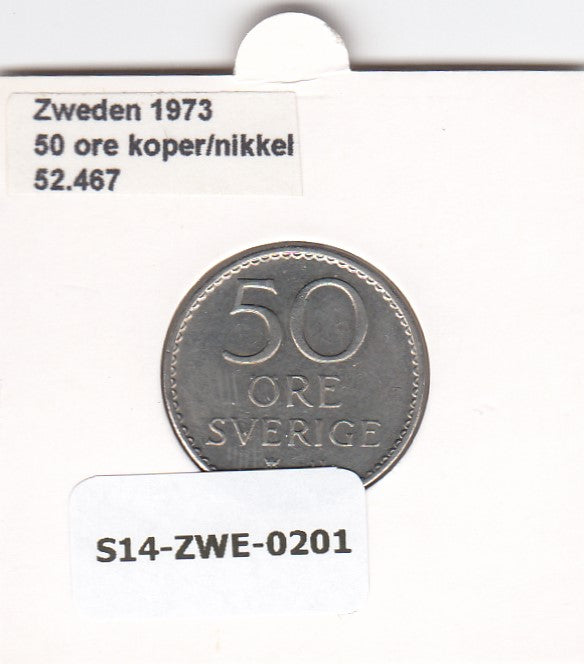 Zweden 1973
50 ore koper/nikkel
52.467
50
ÖRE
SVERIGE
S14-ZWE-0201